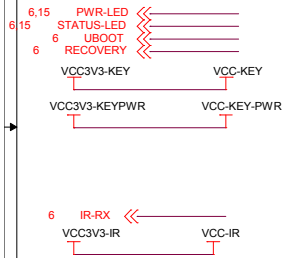 6,15 PWR-LED
6,15 STATUS-LED
6 UBOOT
6 RECOVERY
VCC3V3-KEY VCC-KEY
VCC3V3-KEYPWR VCC-KEY-PWR
6 IR-RX
VCC3V3-IR VCC-IR